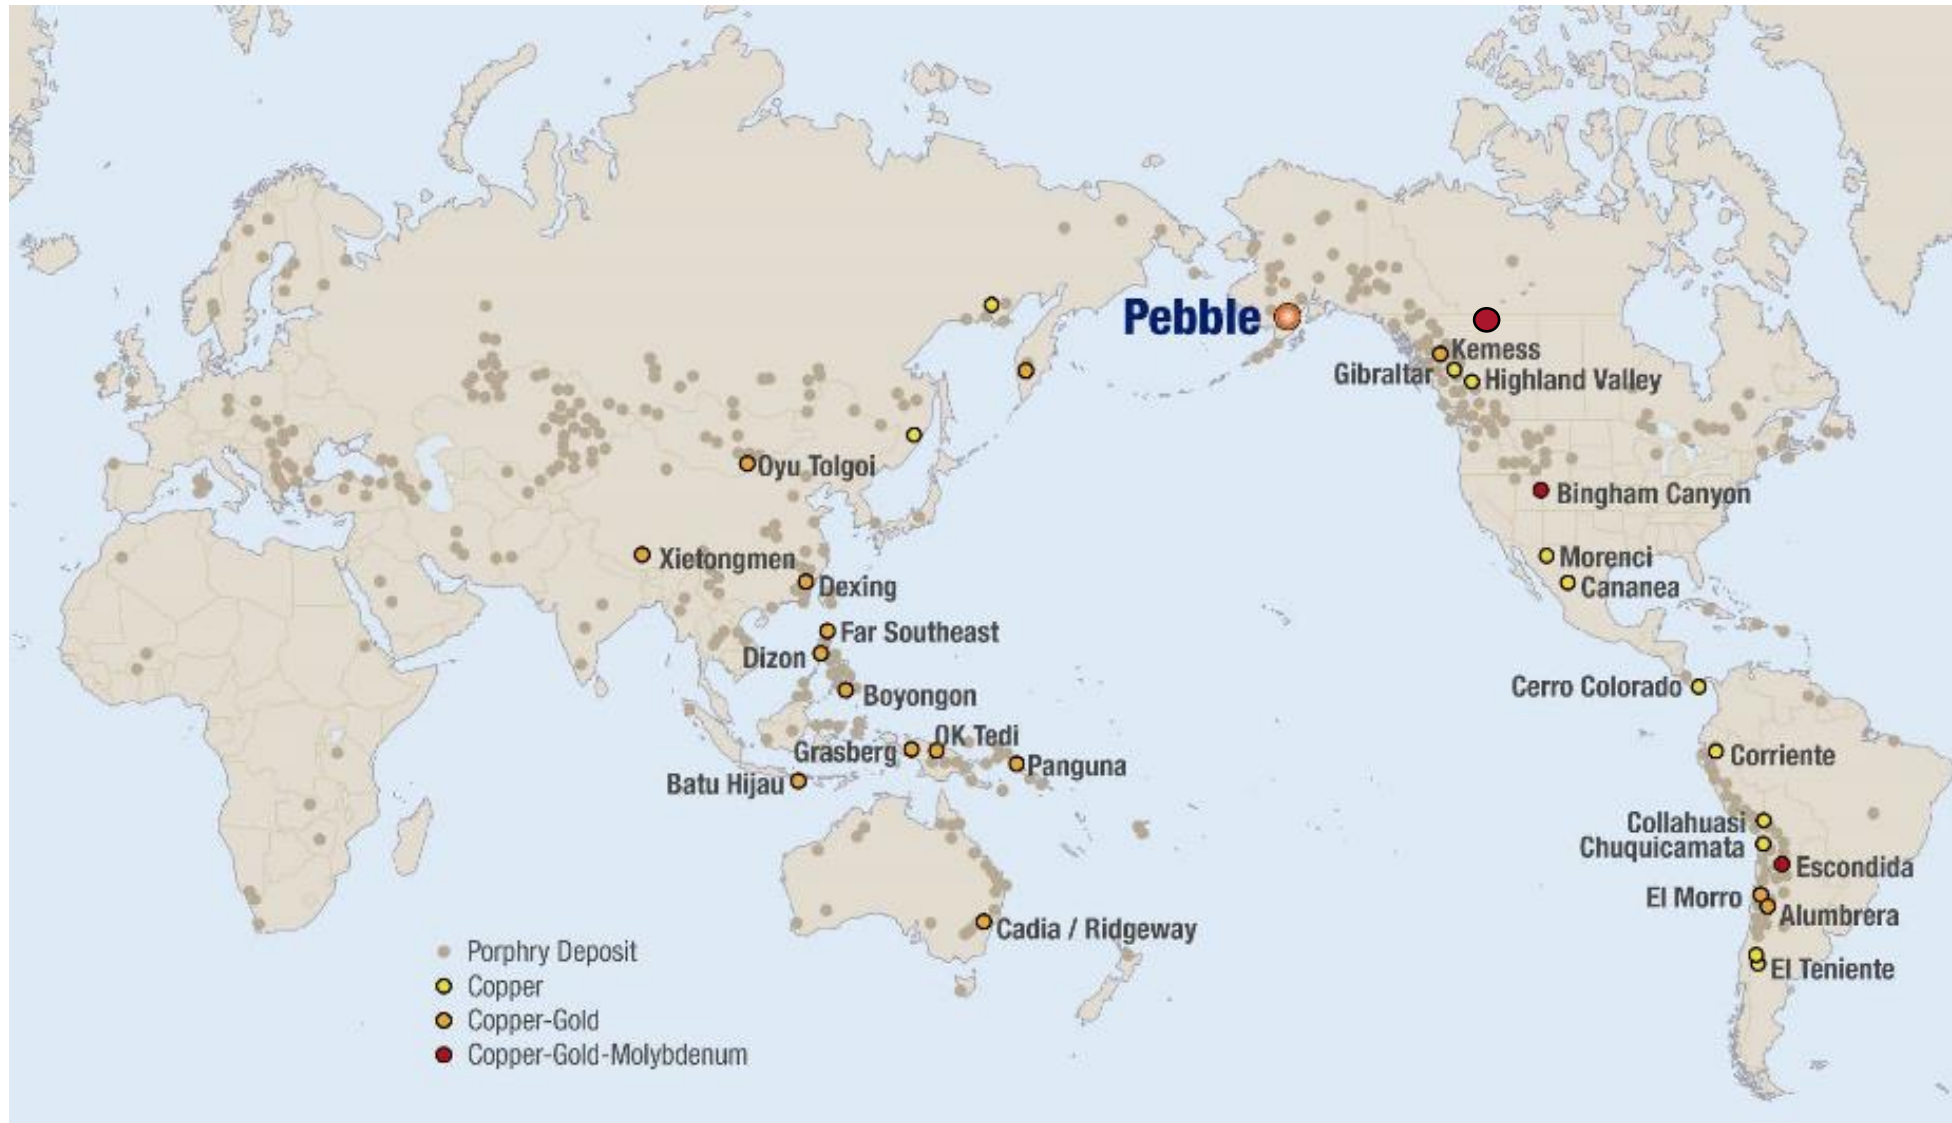 Pebble
Kemess
Gibraltar
Highland Valley
Oyu Tolgoi
Bingham Canyon
Xietongmen
Morenci
Dexing
Cananea
Far Southeast
Dizon
Cerro Colorado
Boyongon
OK Tedi
Grasberg
Corriente
Panguna
Batu Hijau
Collahuasi
Chuquicamata
Escondida
El Morro
Alumbrera
Cadia / Ridgeway
El Teniente
Porphry Deposit
Copper
Copper-Gold
Copper-Gold-Molybdenum